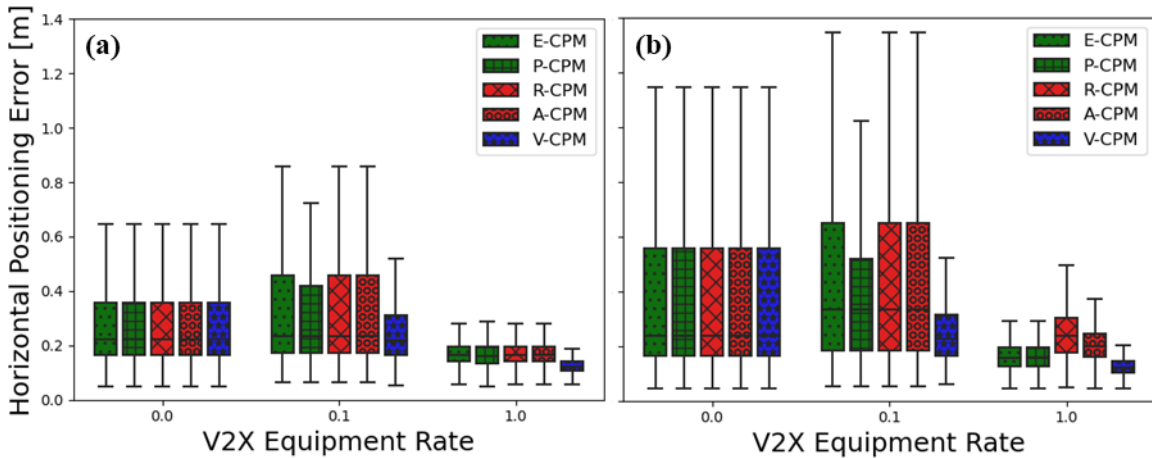 Horizontal Positioning Error [m]
1.4
1.2
1.0
0.8
0.6
0.4
0.2
0.0
(a)
E-CPM
P-CPM
R-CPM
A-CPM
V-CPM
0.0
0.1
1.0
V2X Equipment Rate
(b)
E-CPM
P-CPM
R-CPM
A-CPM
V-CPM
0.0
0.1
1.0
V2X Equipment Rate